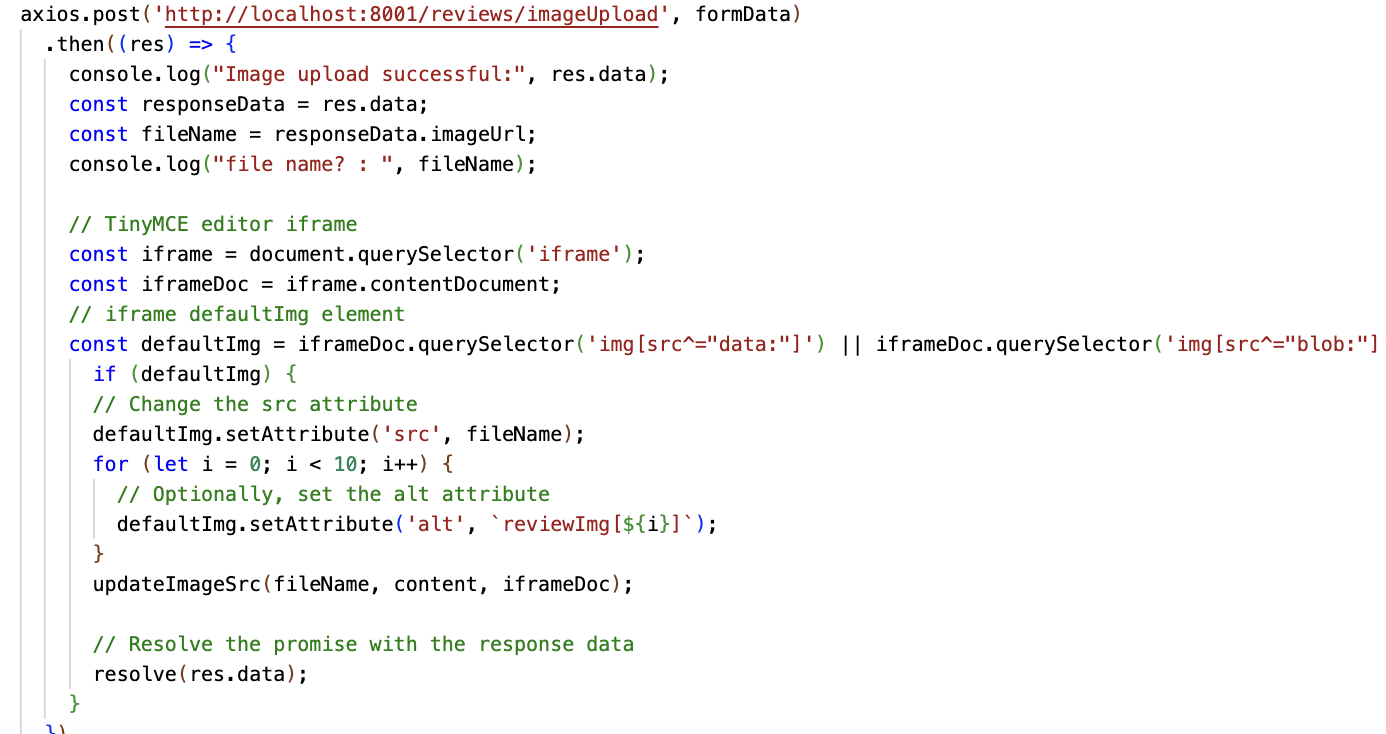 axios.post('http://localhost:8001/reviews/imageUpload', formData)
.then((res) => {
console.log("Image upload successful:", res.data);
const responseData = res.data;
const fileName = responseData.imageUrl;
console.log("file name? : ", fileName);
// TinyMCE editor iframe
const iframe = document.querySelector('iframe');
const iframeDoc = iframe.contentDocument;
// iframe defaultImg element
const defaultImg = iframeDoc.querySelector('img[src^="data:"]') || iframeDoc.querySelector('img[src^="blob:"]
if (defaultImg) {
// Change the src attribute
defaultImg.setAttribute('src', fileName);
for (let i = 0; i < 10; i++) {
// Optionally, set the alt attribute
defaultImg.setAttribute('alt', `reviewImg[${i}]`);
}
updateImageSrc(fileName, content, iframeDoc);
// Resolve the promise with the response data
resolve(res.data);
}
})